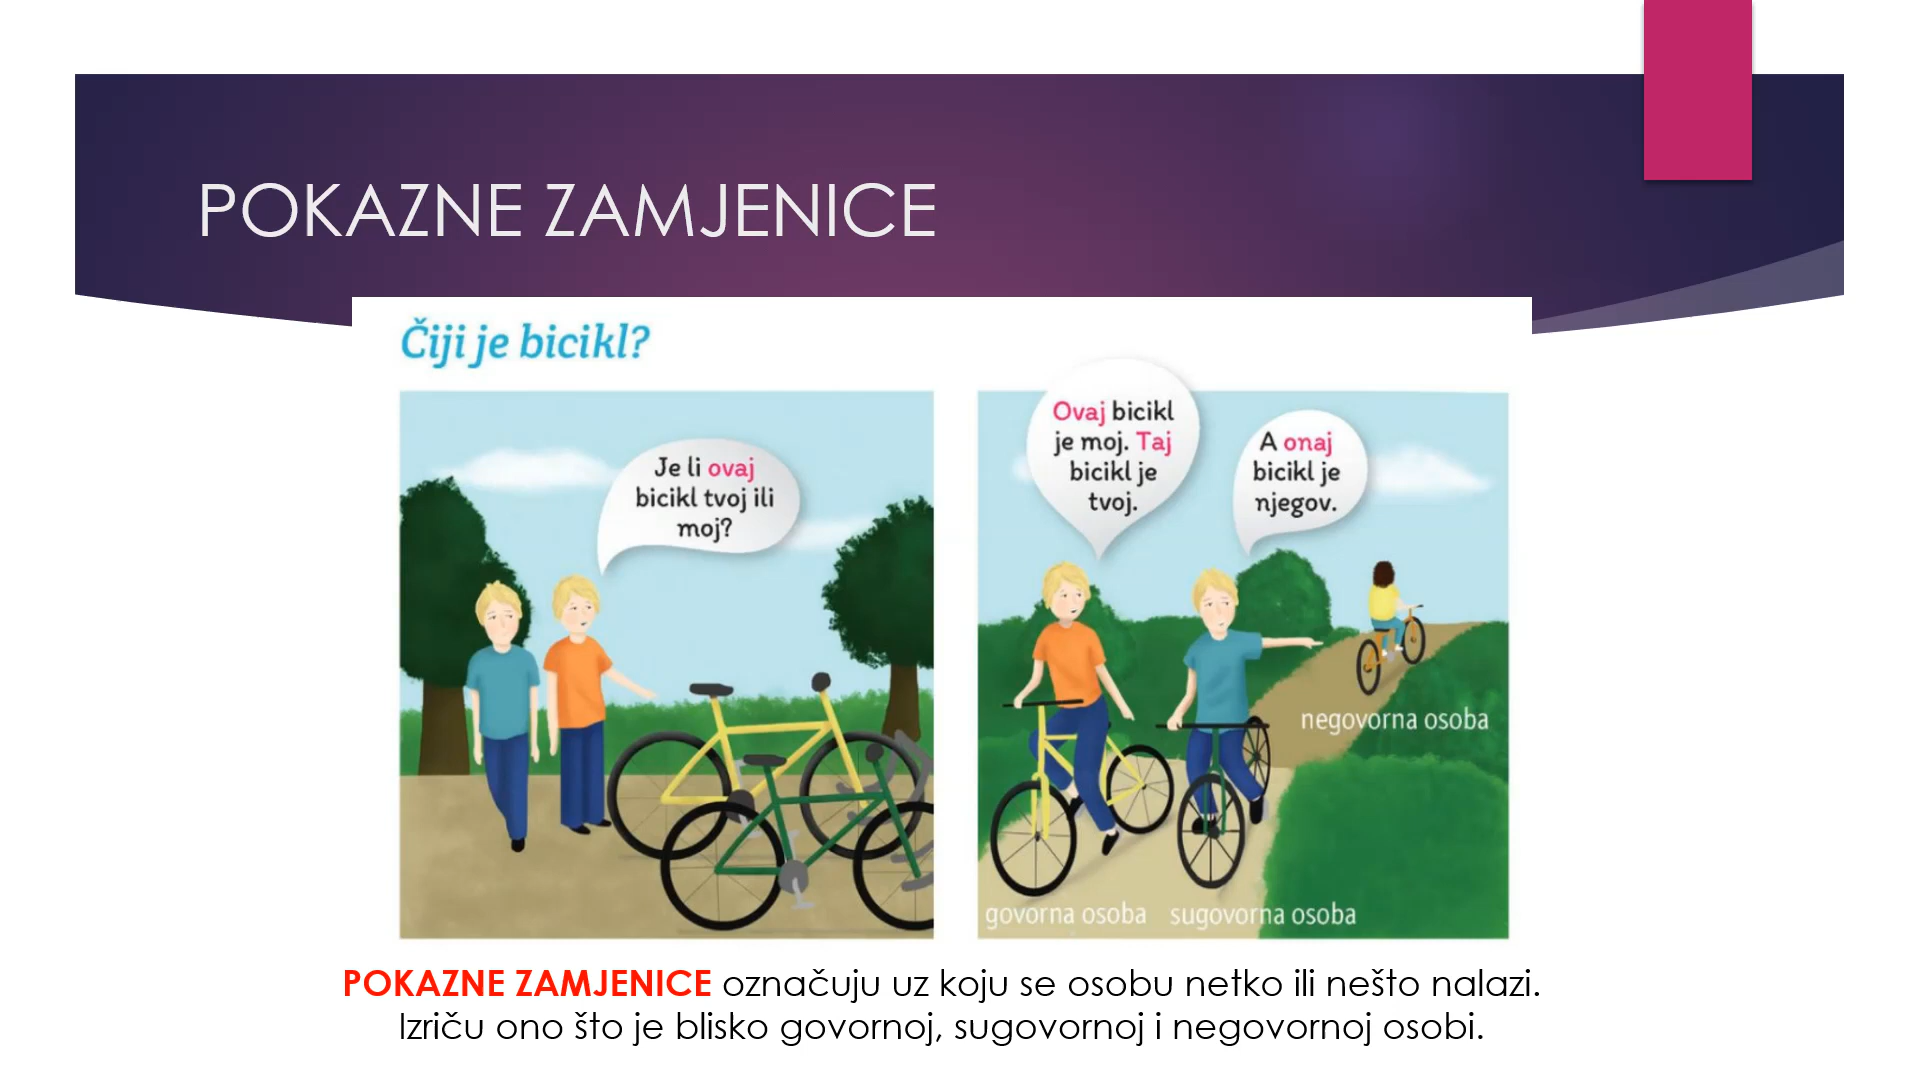 POKAZNE ZAMJENICE
Čiji je bicikl?
Je li ovaj
bicikl tvoj ili
moj?
Ovaj bicikl
je moj. Taj
bicikl je
tvoj.
A onaj
bicikl je
njegov.
negovorna osoba
govorna osoba
sugovorna osoba
POKAZNE ZAMJENICE označuju uz koju se osobu netko ili nešto nalazi.
Izriču ono što je blisko govornoj, sugovornoj i negovornoj osobi.